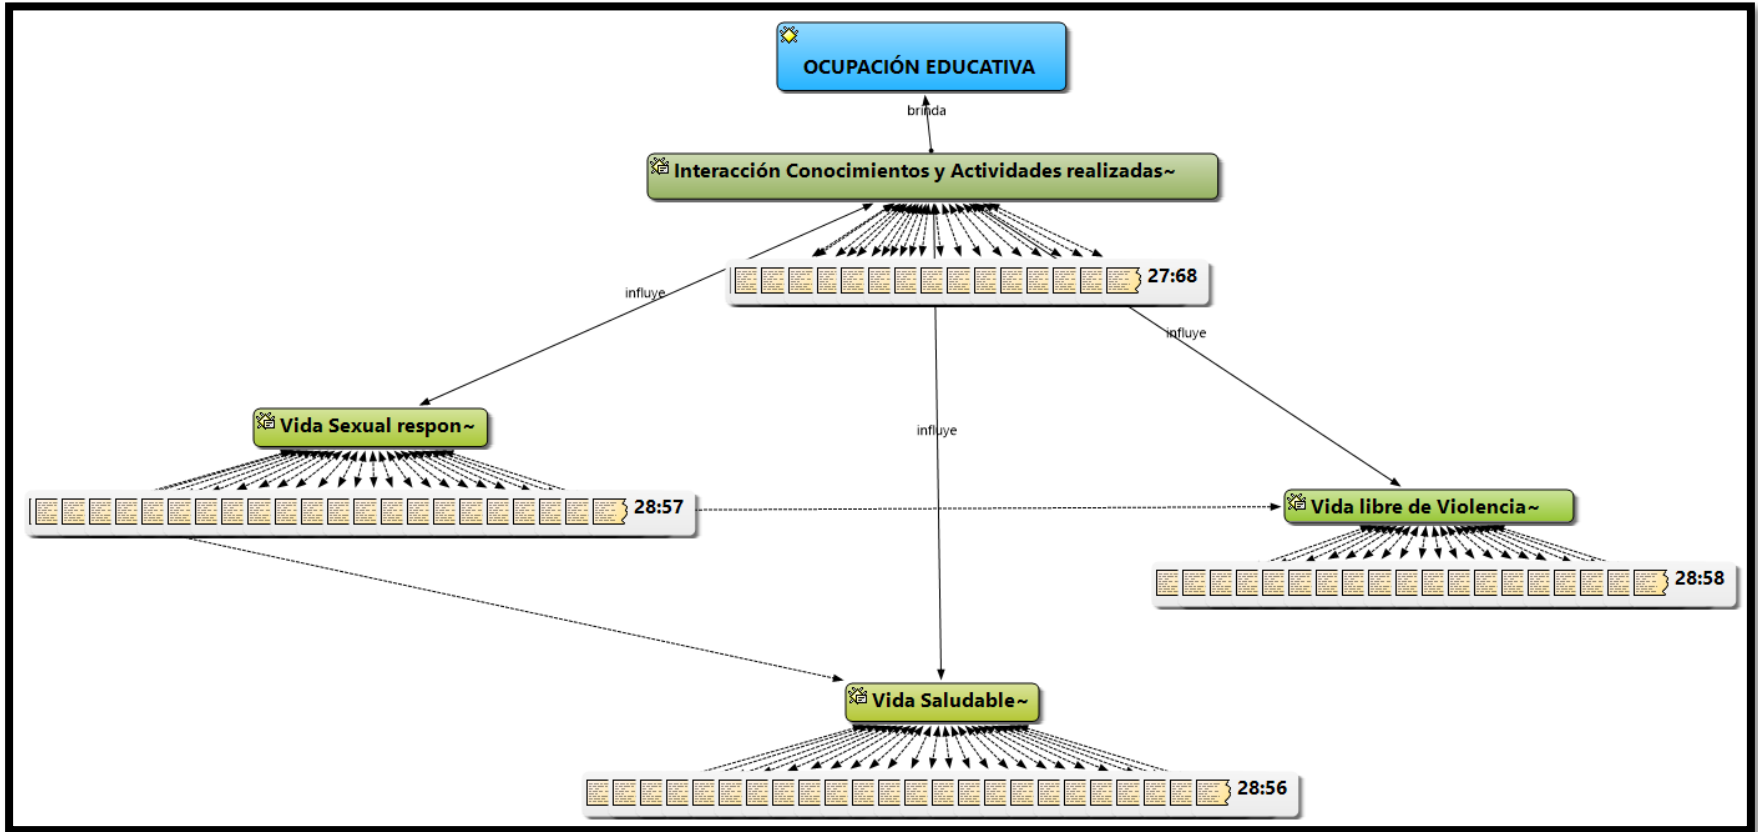 OCUPACIÓN EDUCATIVA
brinda
Interacción Conocimientos y Actividades realizadas~
27:68
influye
influye
Vida Sexual respon~
influye
28:57
Vida libre de Violencia~
28:58
Vida Saludable~
28:56